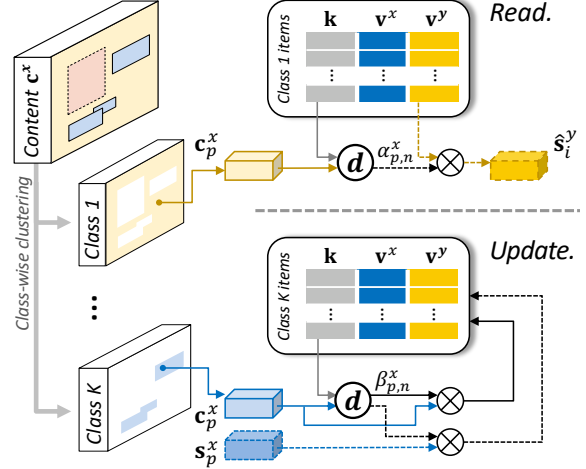 Content c^x
Class-wise clustering
Class 1
c_p^x
Class 1 items
k v^x v^y
d
α_{p,n}^x
ŝ_i^y
Read.
Class K
c_p^x
s_p^x
Class K items
k v^x v^y
d
β_{p,n}^x
Update.